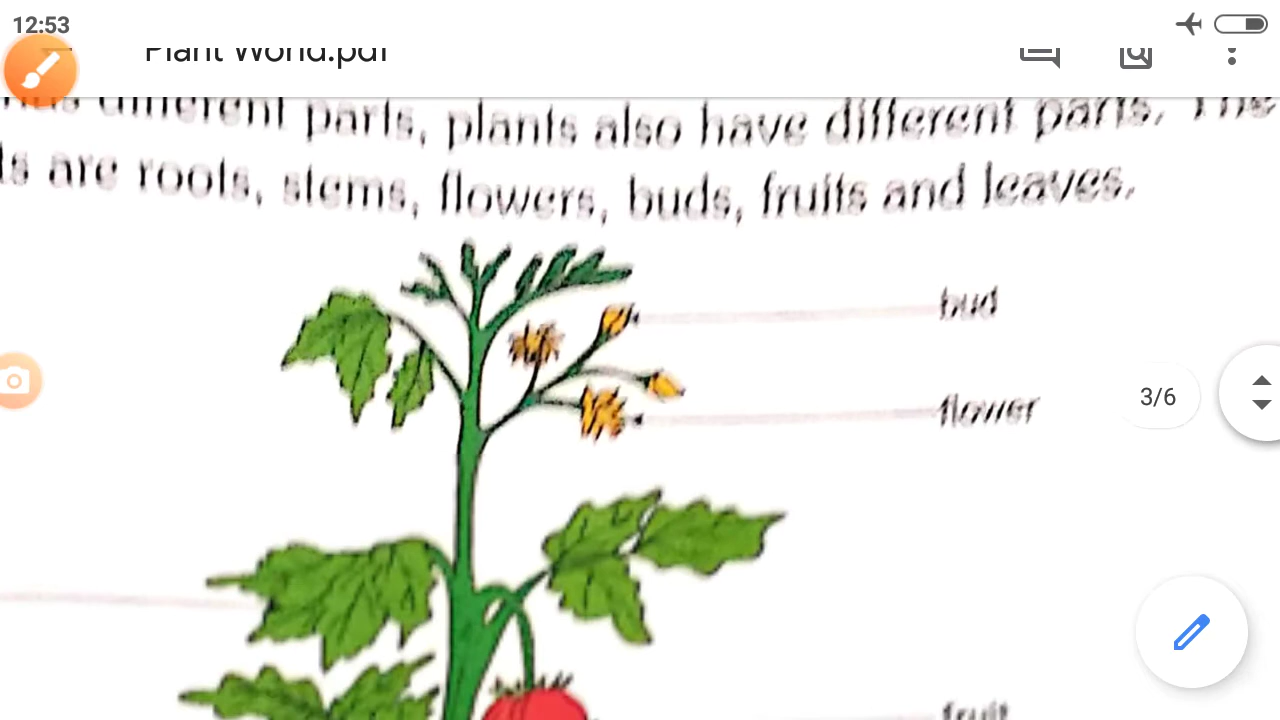 12:53
Plant World.pdf
different parts, plants also have different parts. The
are roots, stems, flowers, buds, fruits and leaves.
bud
flower
3/6
fruit